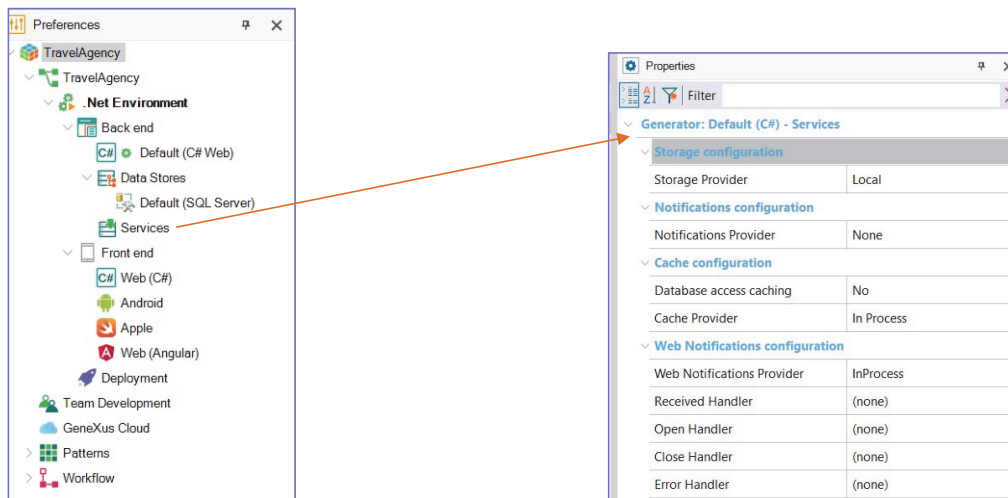 Preferences
TravelAgency
TravelAgency
.Net Environment
Back end
C# Default (C# Web)
Data Stores
Default (SQL Server)
Services
Front end
C# Web (C#)
Android
Apple
Web (Angular)
Deployment
Team Development
GeneXus Cloud
Patterns
Workflow
Properties
A Z Filter
Generator: Default (C#) - Services
Storage configuration
Storage Provider Local
Notifications configuration
Notifications Provider None
Cache configuration
Database access caching No
Cache Provider In Process
Web Notifications configuration
Web Notifications Provider InProcess
Received Handler (none)
Open Handler (none)
Close Handler (none)
Error Handler (none)